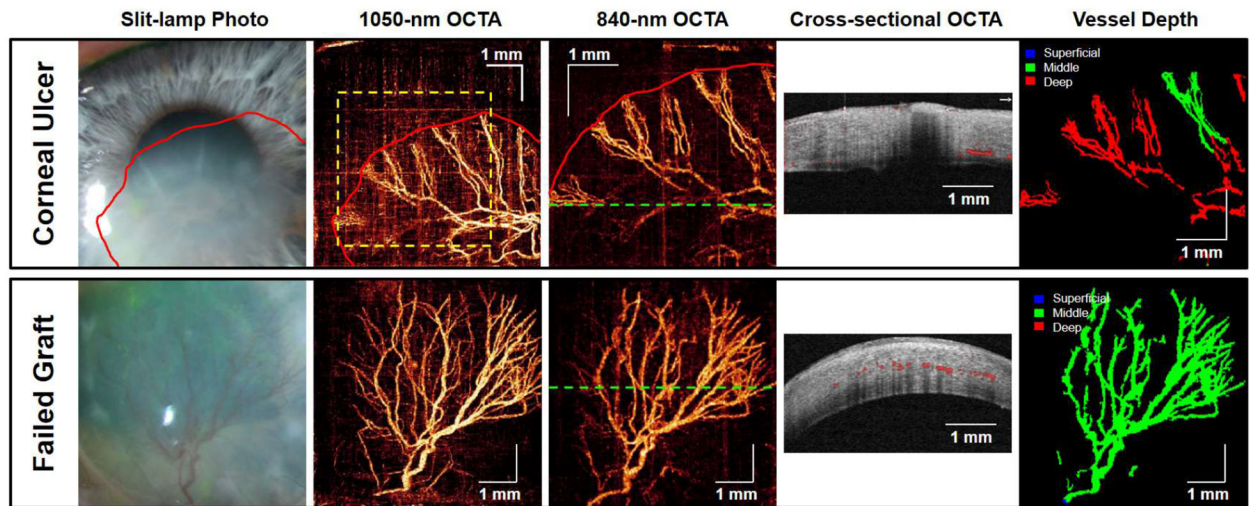 Slit-lamp Photo 1050-nm OCTA 840-nm OCTA Cross-sectional OCTA Vessel Depth
Corneal Ulcer
1 mm
1 mm
1 mm
Superficial
Middle
Deep
1 mm
Failed Graft
1 mm
1 mm
1 mm
Superficial
Middle
Deep
1 mm